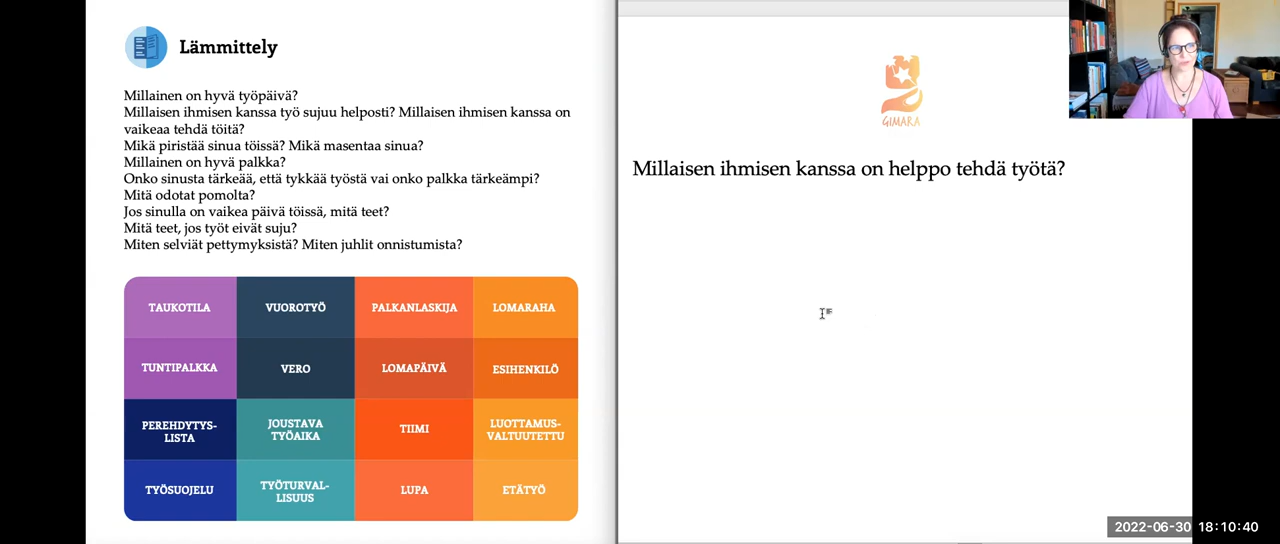 Lämmittely
Millainen on hyvä työpäivä?
Millaisen ihmisen kanssa työ sujuu helposti? Millaisen ihmisen kanssa on
vaikeaa tehdä töitä?
Mikä piristää sinua töissä? Mikä masentaa sinua?
Millainen on hyvä palkka?
Onko sinusta tärkeää, että tykkää työstä vai onko palkka tärkeämpi?
Mitä odotat pomolta?
Jos sinulla on vaikea päivä töissä, mitä teet?
Mitä teet, jos työt eivät suju?
Miten selviät pettymyksistä? Miten juhlit onnistumista?
TAUKOTILA
VUOROTYÖ
PALKANLASKIJA
LOMARAHA
TUNTIPALKKA
VERO
LOMAPÄIVÄ
ESIHENKILÖ
PEREHDYTYS-
LISTA
JOUSTAVA
TYÖAIKA
TIIMI
LUOTTAMUS-
VALTUUTETTU
TYÖSUOJELU
TYÖTURVAL-
LISUUS
LUPA
ETÄTYÖ
GIMARA
Millaisen ihmisen kanssa on helppo tehdä työtä?
2022-06-30 18:10:40